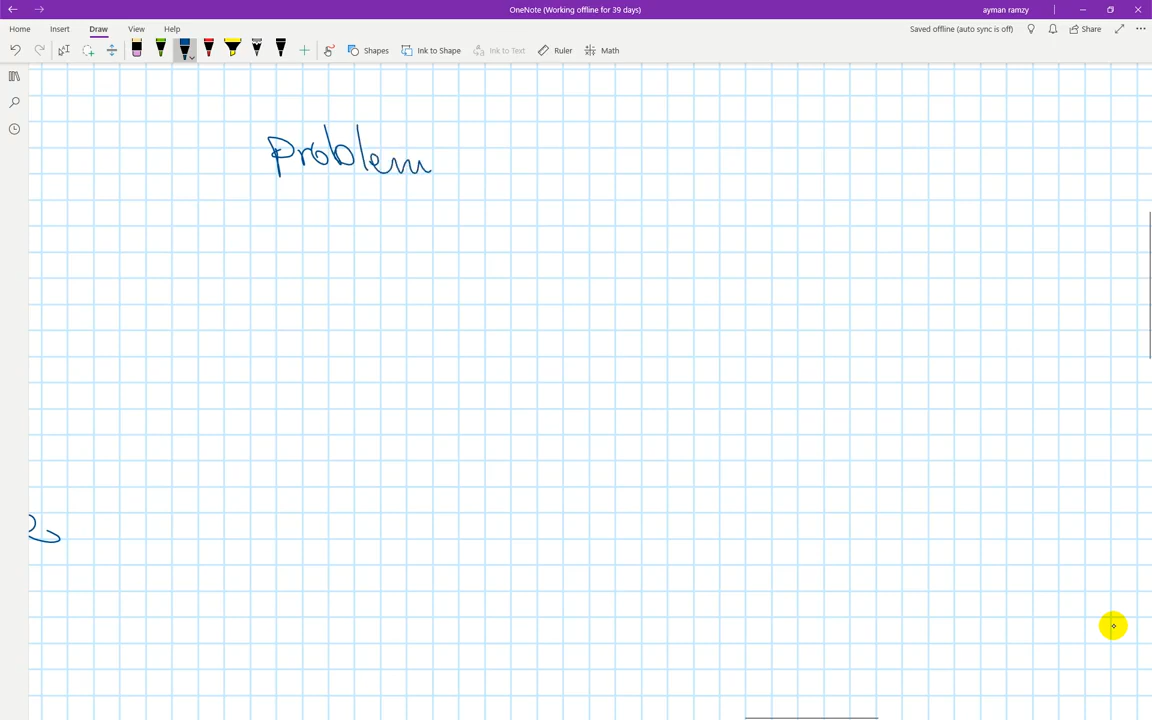 OneNote (Working offline for 39 days)
ayman ramzy
Home Insert Draw View Help
Saved offline (auto sync is off)
Share
Shapes Ink to Shape Ink to Text Ruler Math
Problem